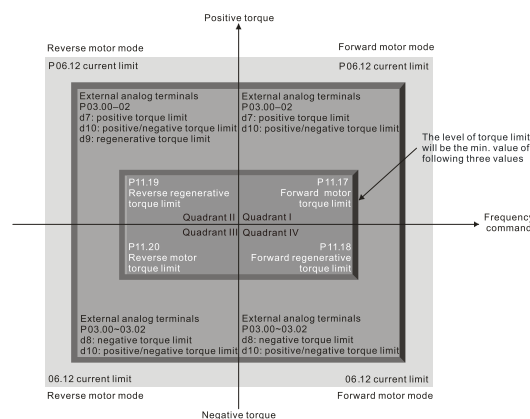 Positive torque
Reverse motor mode
Forward motor mode
P06.12 current limit
P06.12 current limit
External analog terminals
P03.00~02
d7: positive torque limit
d10: positive/negative torque limit
d9: regenerative torque limit
External analog terminals
P03.00~02
d7: positive torque limit
d10: positive/negative torque limit
The level of torque limit
will be the min. value of
following three values
P11.19
Reverse regenerative
torque limit
P11.17
Forward motor
torque limit
Quadrant II
Quadrant I
Frequency
command
Quadrant III
Quadrant IV
P11.20
Reverse motor
torque limit
P11.18
Forward regenerative
torque limit
External analog terminals
P03.00~03.02
d8: negative torque limit
d10: positive/negative torque limit
External analog terminals
P03.00~03.02
d8: negative torque limit
d10: positive/negative torque limit
06.12 current limit
06.12 current limit
Reverse motor mode
Forward motor mode
Negative torque